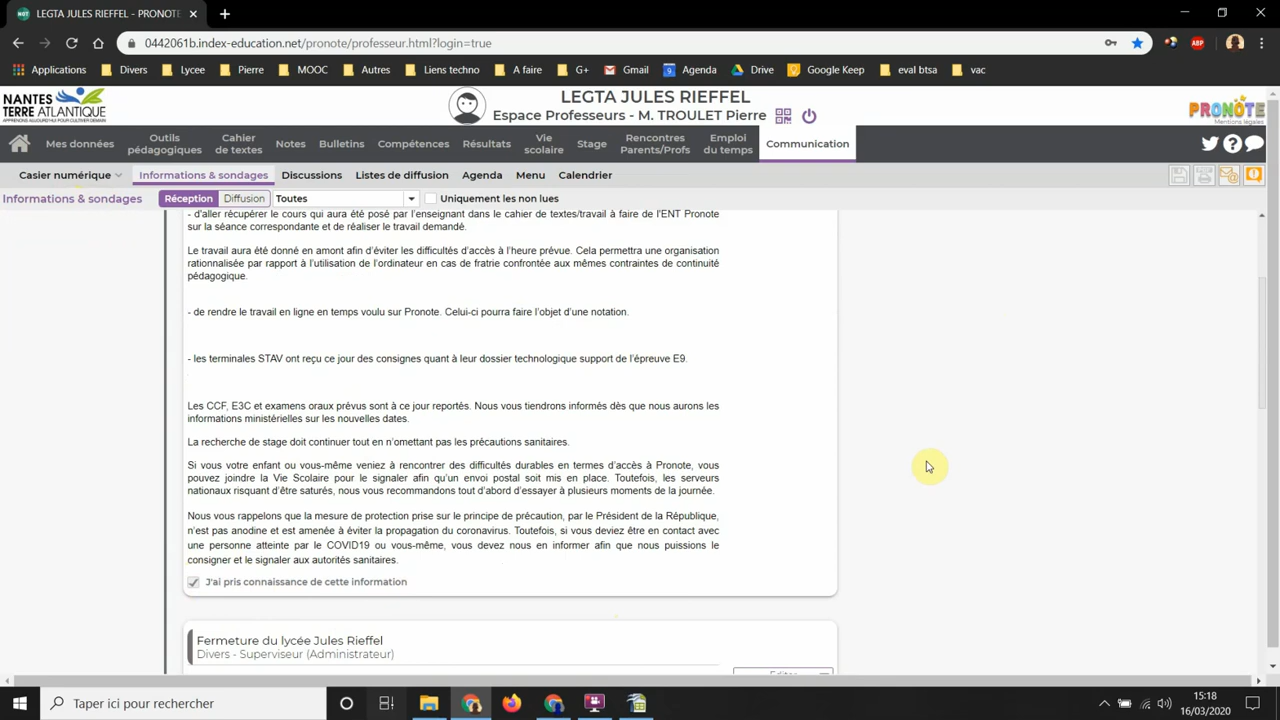 LEGTA JULES RIEFFEL - PRONOTE
0442061b.index-education.net/pronote/professeur.html?login=true
ABP
Applications Divers Lycee Pierre MOOC Autres Liens techno A faire G+ Gmail 9 Agenda Drive Google Keep eval btsa vac
NANTES
TERRE ATLANTIQUE
LEGTA JULES RIEFFEL
Espace Professeurs - M. TROULET Pierre
PRONOTE
Mentions légales
Mes données
Outils
pédagogiques
Cahier
de textes
Notes
Bulletins
Compétences
Résultats
Vie
scolaire
Stage
Rencontres
Parents/Profs
Emploi
du temps
Communication
Casier numérique Informations & sondages Discussions Listes de diffusion Agenda Menu Calendrier
Informations & sondages Réception Diffusion Toutes Uniquement les non lues
- d'aller récupérer le cours qui aura été posé par l'enseignant dans le cahier de textes/travail à faire de l'ENT Pronote
sur la séance correspondante et de réaliser le travail demandé.
Le travail aura été donné en amont afin d'éviter les difficultés d'accès à l'heure prévue. Cela permettra une organisation
rationnalisée par rapport à l'utilisation de l'ordinateur en cas de fratrie confrontée aux mêmes contraintes de continuité
pédagogique.
- de rendre le travail en ligne en temps voulu sur Pronote. Celui-ci pourra faire l'objet d'une notation.
- les terminales STAV ont reçu ce jour des consignes quant à leur dossier technologique support de l'épreuve E9.
Les CCF, E3C et examens oraux prévus sont à ce jour reportés. Nous vous tiendrons informés dès que nous aurons les
informations ministérielles sur les nouvelles dates.
La recherche de stage doit continuer tout en n'omettant pas les précautions sanitaires.
Si vous votre enfant ou vous-même veniez à rencontrer des difficultés durables en termes d'accès à Pronote, vous
pouvez joindre la Vie Scolaire pour le signaler afin qu'un envoi postal soit mis en place. Toutefois, les serveurs
nationaux risquant d'être saturés, nous vous recommandons tout d'abord d'essayer à plusieurs moments de la journée.
Nous vous rappelons que la mesure de protection prise sur le principe de précaution, par le Président de la République,
n'est pas anodine et est amenée à éviter la propagation du coronavirus. Toutefois, si vous deviez être en contact avec
une personne atteinte par le COVID19 ou vous-même, vous devez nous en informer afin que nous puissions le
consigner et le signaler aux autorités sanitaires.
J'ai pris connaissance de cette information
Fermeture du lycée Jules Rieffel
Divers - Superviseur (Administrateur)
Taper ici pour rechercher
15:18
16/03/2020